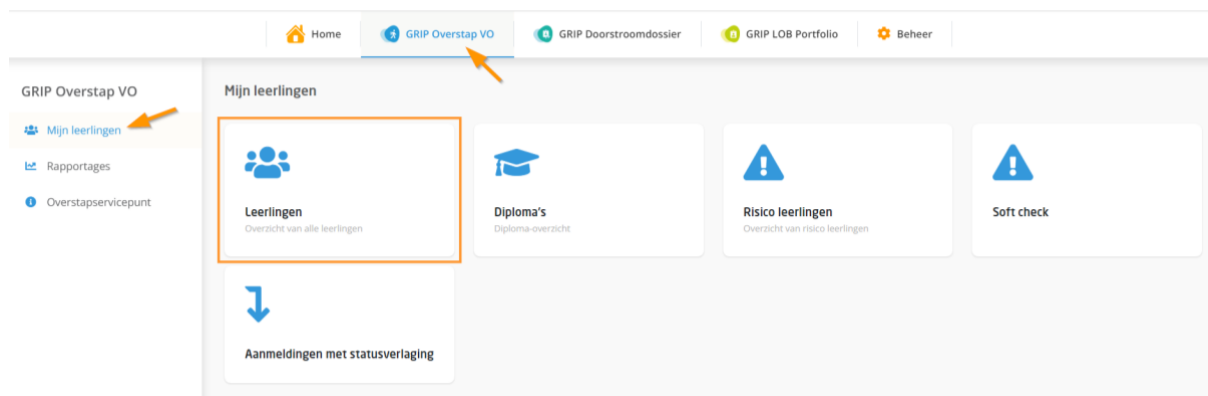 Home
GRIP Overstap VO
GRIP Doorstroomdossier
GRIP LOB Portfolio
Beheer
GRIP Overstap VO
Mijn leerlingen
Rapportages
Overstapservicepunt
Mijn leerlingen
Leerlingen
Overzicht van alle leerlingen
Diploma's
Diploma-overzicht
Risico leerlingen
Overzicht van risico leerlingen
Soft check
Aanmeldingen met statusverlaging